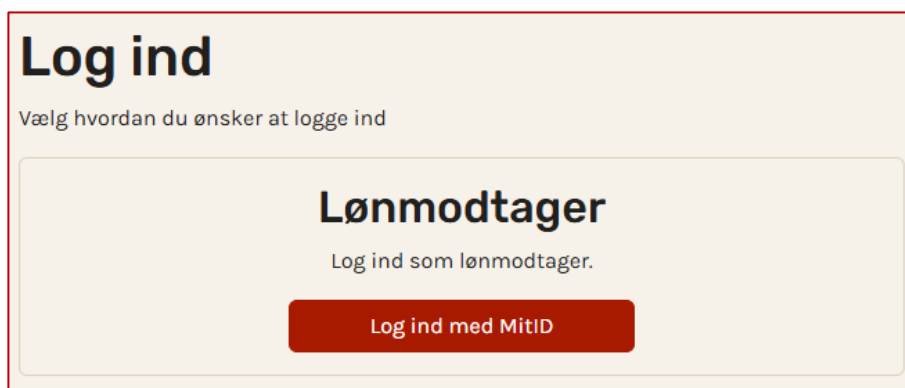 Log ind
Vælg hvordan du ønsker at logge ind
Lønmodtager
Log ind som lønmodtager.
Log ind med MitID